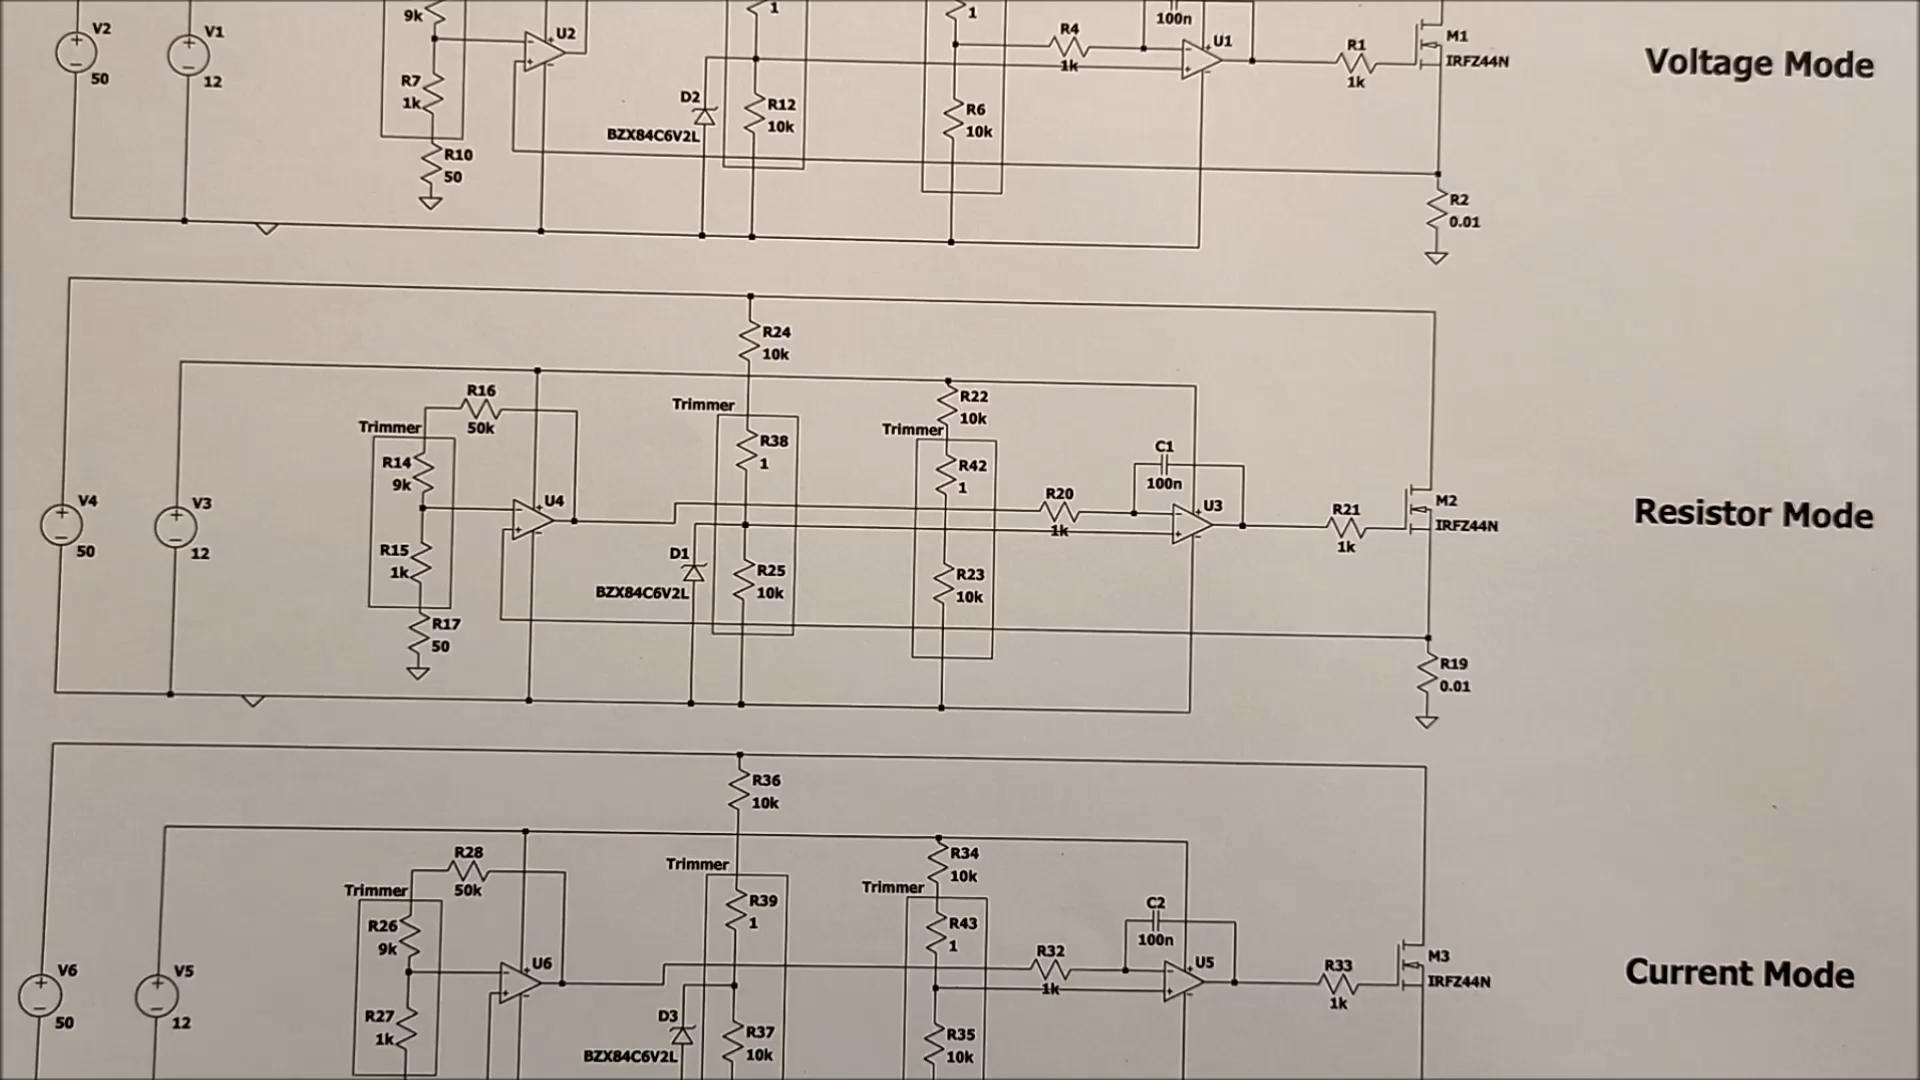 V2
50
V1
12
9k
R7
1k
R10
50
U2
1
D2
BZX84C6V2L
R12
10k
1
R6
10k
R4
1k
100n
U1
R1
1k
M1
IRFZ44N
R2
0.01
Voltage Mode
V4
50
V3
12
Trimmer
R16
50k
R14
9k
R15
1k
R17
50
U4
R24
10k
Trimmer
R38
1
D1
BZX84C6V2L
R25
10k
R22
10k
Trimmer
R42
1
R23
10k
R20
1k
C1
100n
U3
R21
1k
M2
IRFZ44N
R19
0.01
Resistor Mode
V6
50
V5
12
Trimmer
R28
50k
R26
9k
R27
1k
U6
R36
10k
Trimmer
R39
1
D3
BZX84C6V2L
R37
10k
R34
10k
Trimmer
R43
1
R35
10k
R32
1k
C2
100n
U5
R33
1k
M3
IRFZ44N
Current Mode